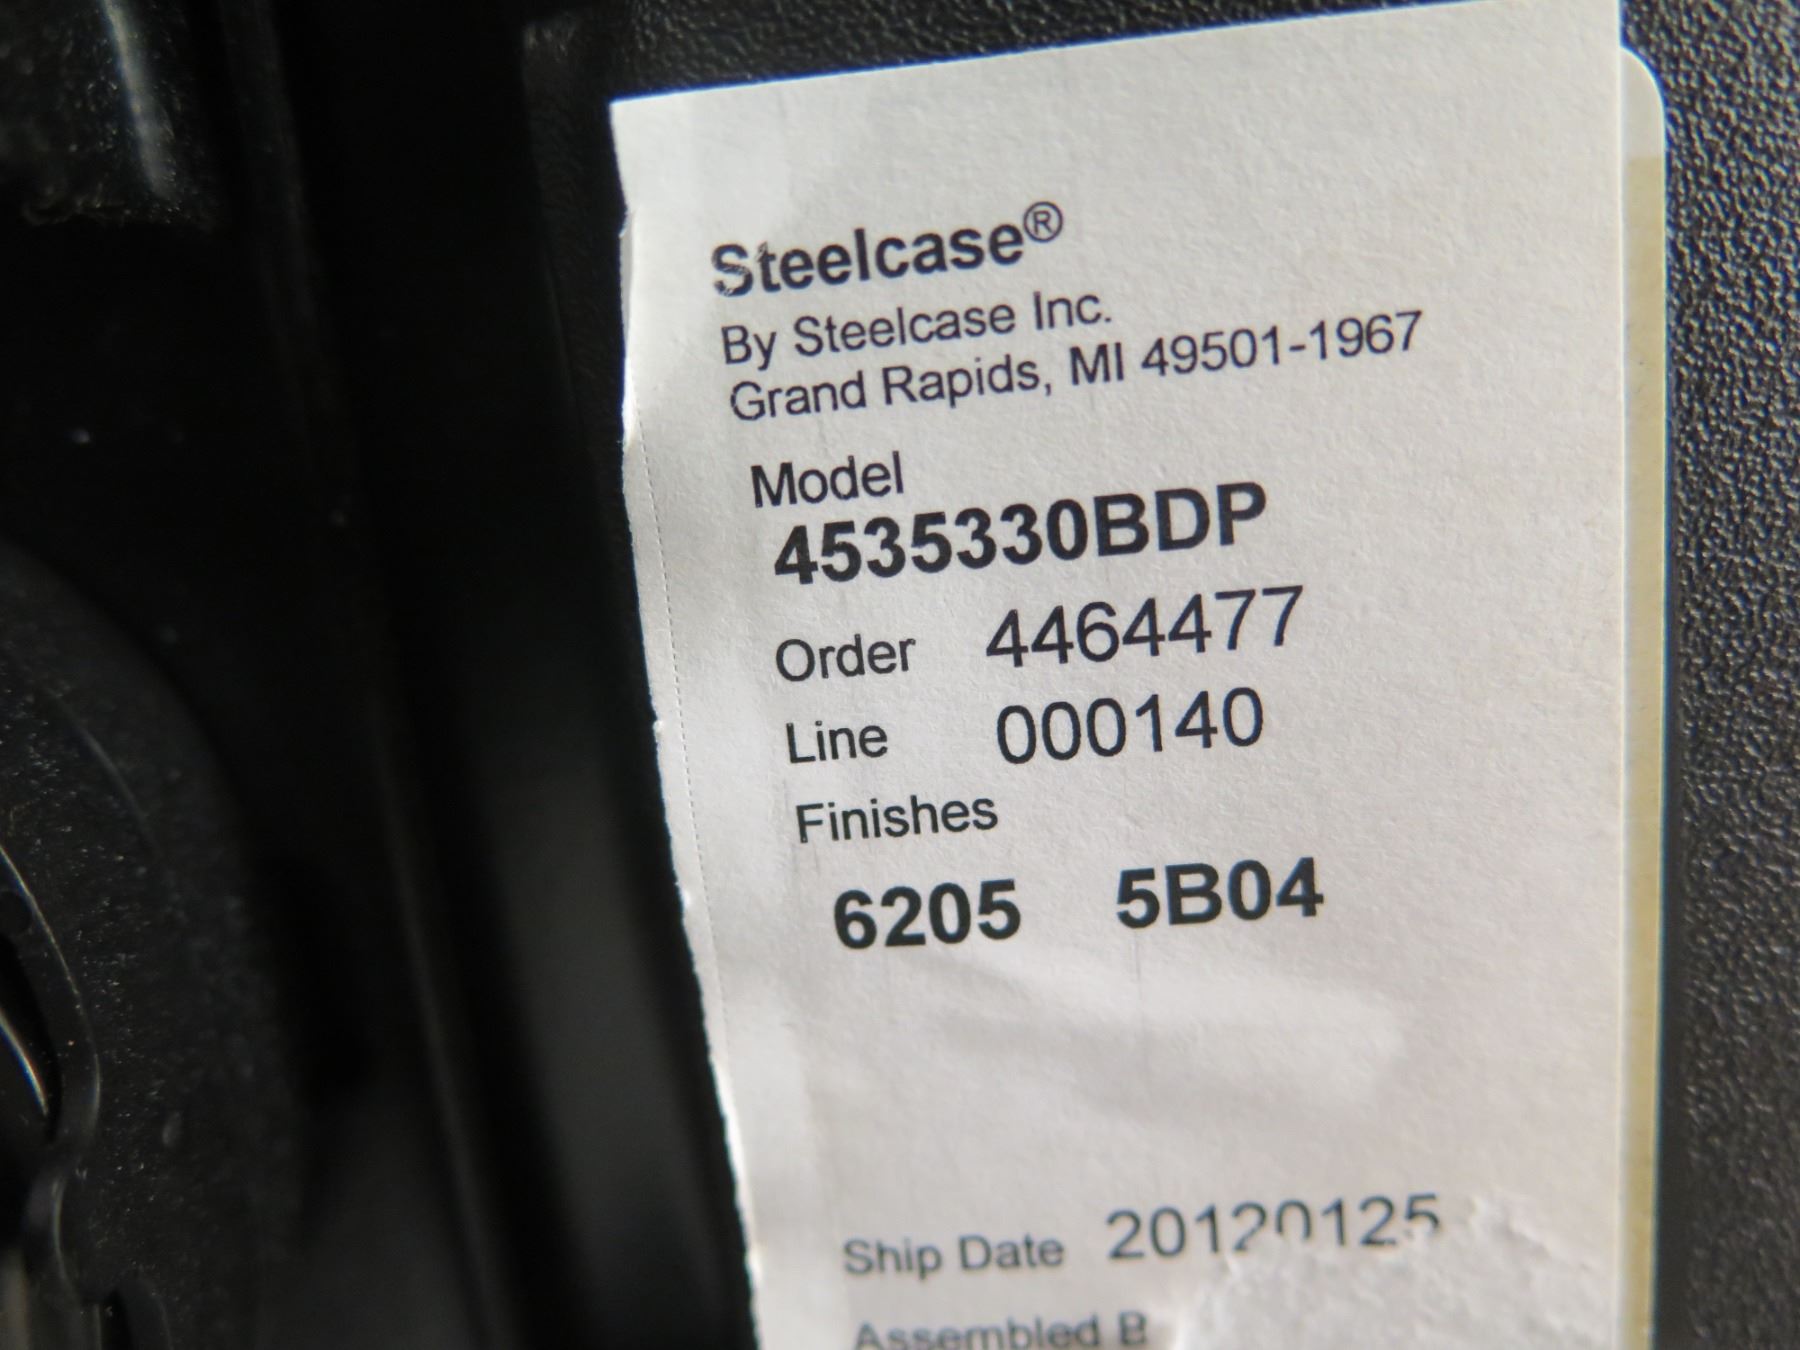 Steelcase®
By Steelcase Inc.
Grand Rapids, MI 49501-1967
Model
4535330BDP
Order 4464477
Line 000140
Finishes
6205 5B04
Ship Date 20120125
Assembled B